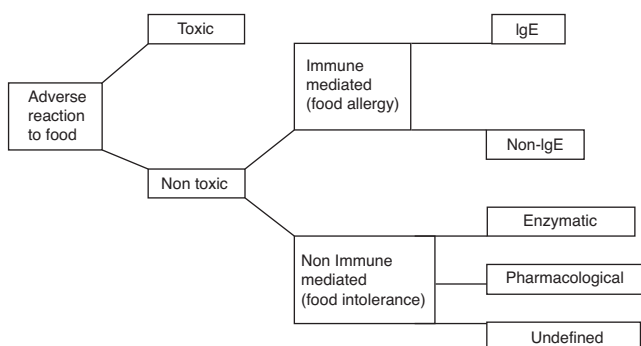 Toxic
IgE
Immune
mediated
(food allergy)
Adverse
reaction
to food
Non-IgE
Non toxic
Enzymatic
Non Immune
mediated
(food intolerance)
Pharmacological
Undefined